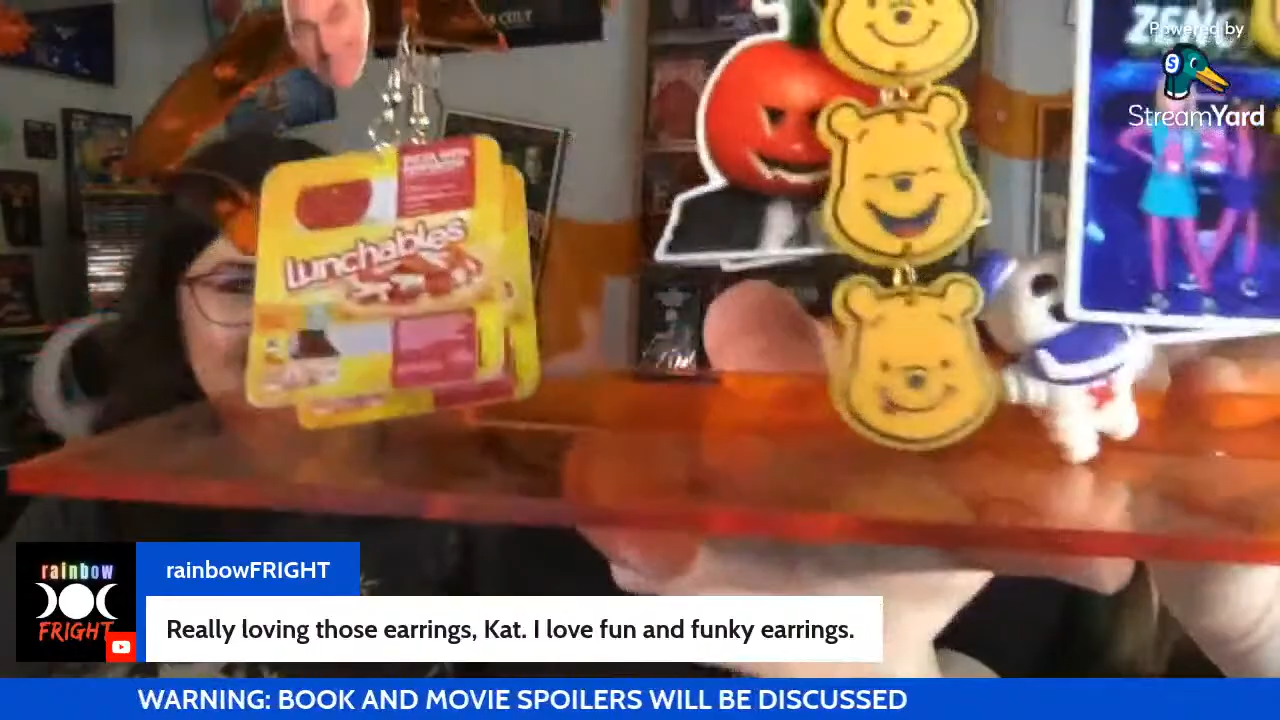 Powered by
StreamYard
Lunchables
rainbow
FRIGHT
rainbowFRIGHT
Really loving those earrings, Kat. I love fun and funky earrings.
WARNING: BOOK AND MOVIE SPOILERS WILL BE DISCUSSED